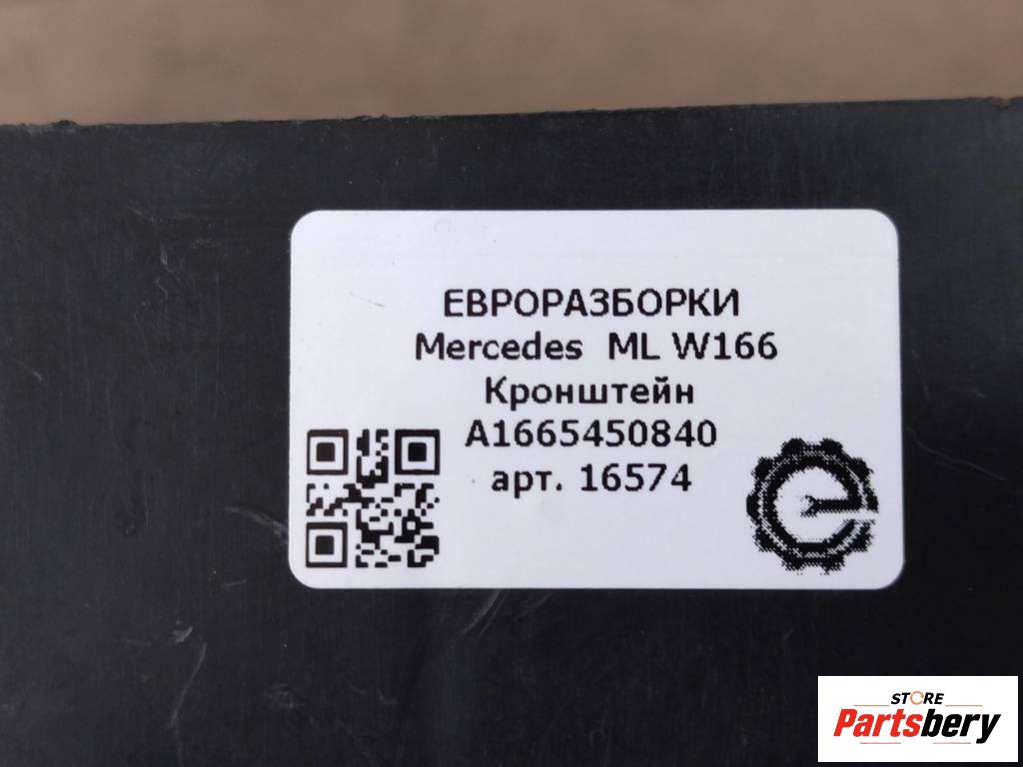 ЕВРОРАЗБОРКИ
Mercedes ML W166
Кронштейн
A1665450840
арт. 16574
STORE
Partsbery